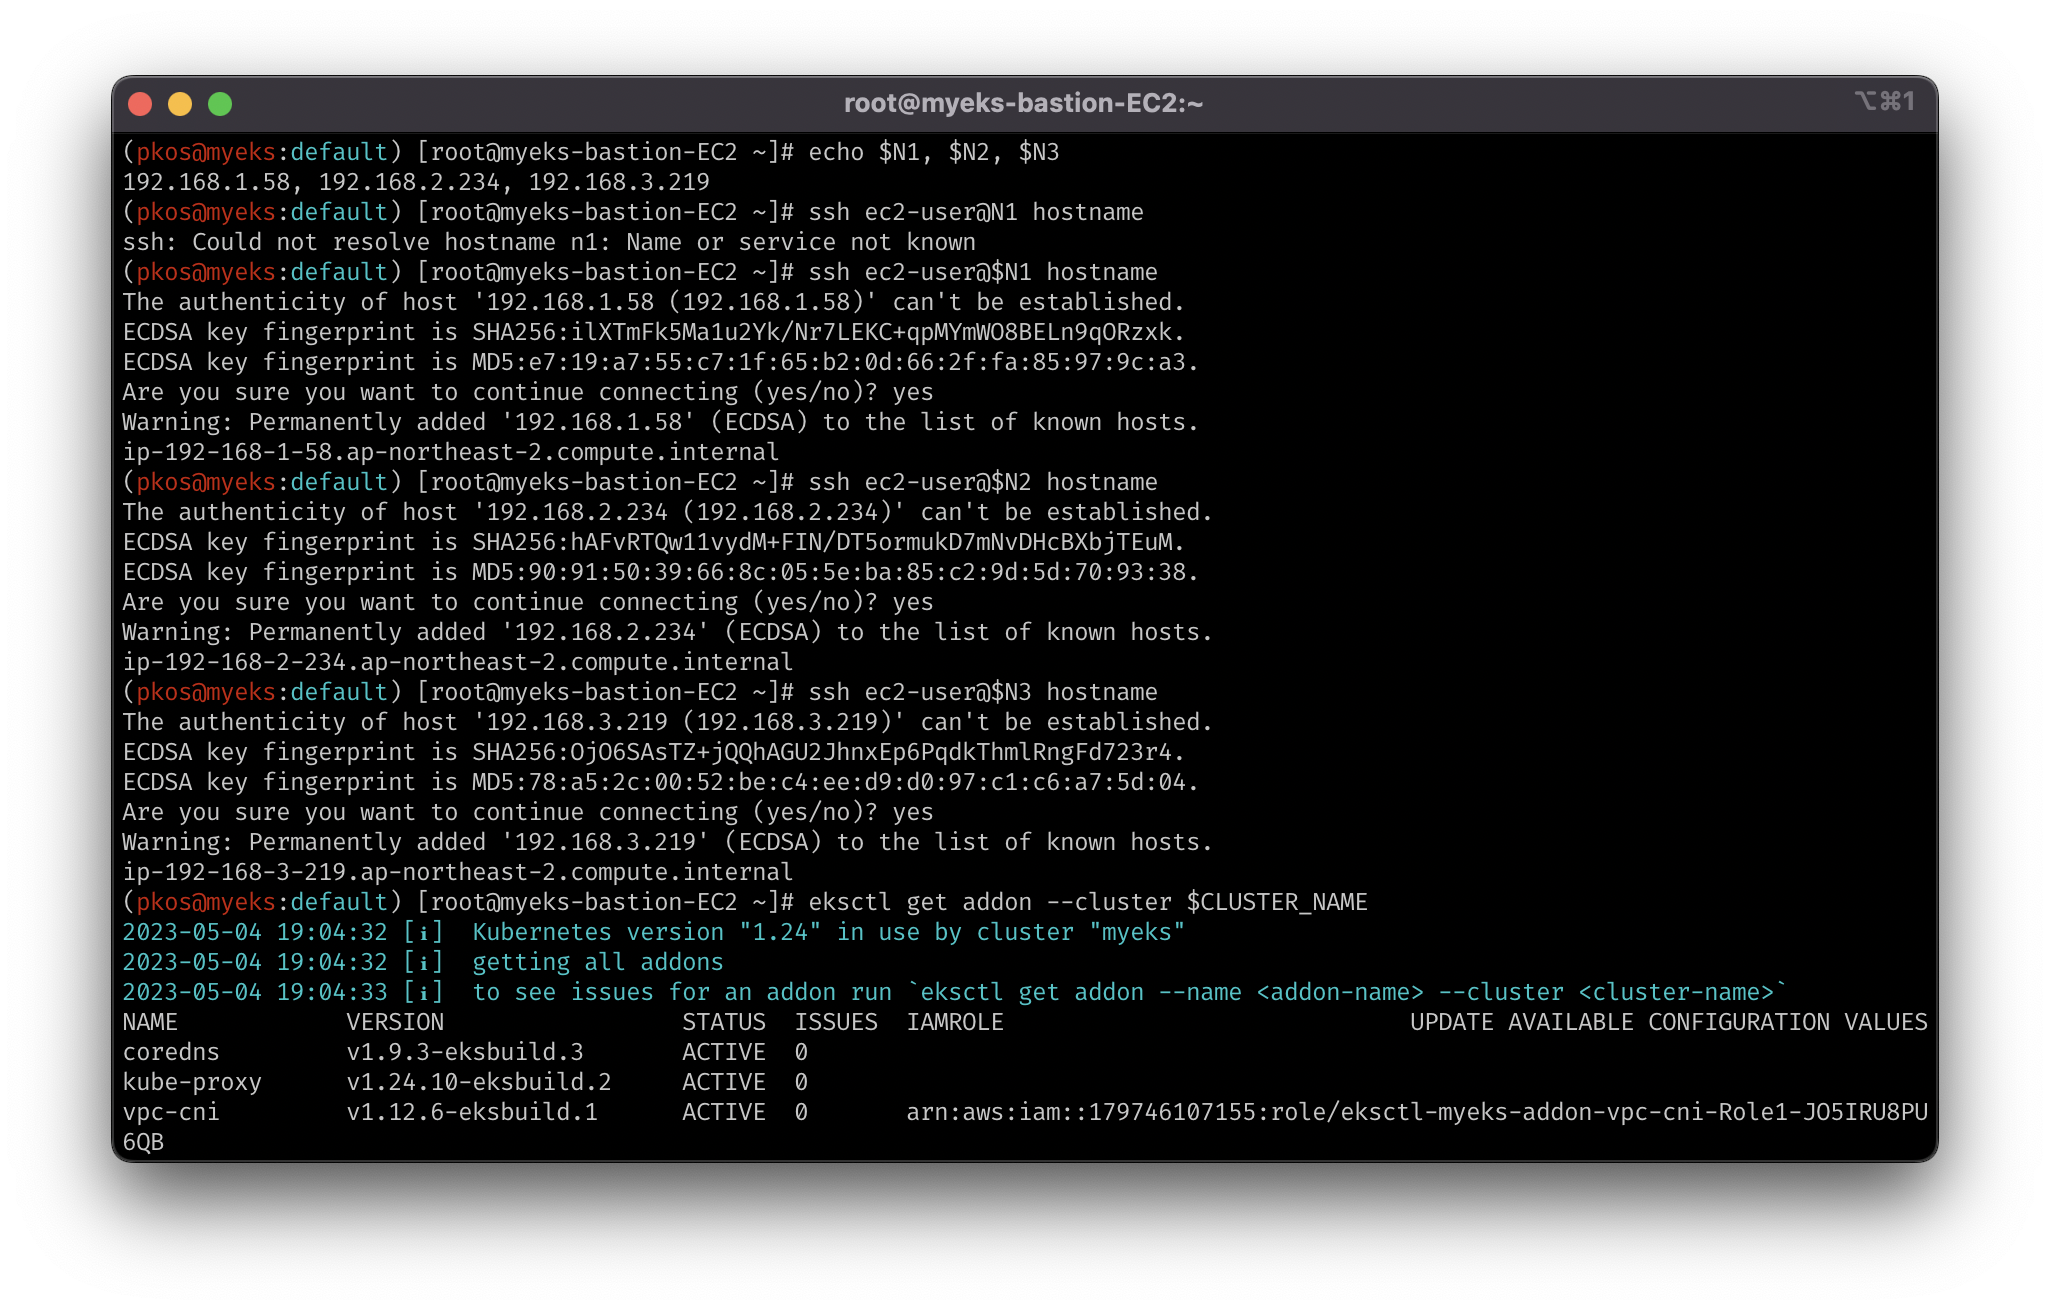 root@myeks-bastion-EC2:~
⌥⌘1
(pkos@myeks:default) [root@myeks-bastion-EC2 ~]# echo $N1, $N2, $N3
192.168.1.58, 192.168.2.234, 192.168.3.219
(pkos@myeks:default) [root@myeks-bastion-EC2 ~]# ssh ec2-user@N1 hostname
ssh: Could not resolve hostname n1: Name or service not known
(pkos@myeks:default) [root@myeks-bastion-EC2 ~]# ssh ec2-user@$N1 hostname
The authenticity of host '192.168.1.58 (192.168.1.58)' can't be established.
ECDSA key fingerprint is SHA256:ilXTmFk5Ma1u2Yk/Nr7LEKC+qpMYmWO8BELn9qORzxk.
ECDSA key fingerprint is MD5:e7:19:a7:55:c7:1f:65:b2:0d:66:2f:fa:85:97:9c:a3.
Are you sure you want to continue connecting (yes/no)? yes
Warning: Permanently added '192.168.1.58' (ECDSA) to the list of known hosts.
ip-192-168-1-58.ap-northeast-2.compute.internal
(pkos@myeks:default) [root@myeks-bastion-EC2 ~]# ssh ec2-user@$N2 hostname
The authenticity of host '192.168.2.234 (192.168.2.234)' can't be established.
ECDSA key fingerprint is SHA256:hAFvRTQw11vydM+FIN/DT5ormukD7mNvDHcBXbjTEuM.
ECDSA key fingerprint is MD5:90:91:50:39:66:8c:05:5e:ba:85:c2:9d:5d:70:93:38.
Are you sure you want to continue connecting (yes/no)? yes
Warning: Permanently added '192.168.2.234' (ECDSA) to the list of known hosts.
ip-192-168-2-234.ap-northeast-2.compute.internal
(pkos@myeks:default) [root@myeks-bastion-EC2 ~]# ssh ec2-user@$N3 hostname
The authenticity of host '192.168.3.219 (192.168.3.219)' can't be established.
ECDSA key fingerprint is SHA256:OjO6SAsTZ+jQQhAGU2JhnxEp6PqdkThmlRngFd723r4.
ECDSA key fingerprint is MD5:78:a5:2c:00:52:be:c4:ee:d9:d0:97:c1:c6:a7:5d:04.
Are you sure you want to continue connecting (yes/no)? yes
Warning: Permanently added '192.168.3.219' (ECDSA) to the list of known hosts.
ip-192-168-3-219.ap-northeast-2.compute.internal
(pkos@myeks:default) [root@myeks-bastion-EC2 ~]# eksctl get addon --cluster $CLUSTER_NAME
2023-05-04 19:04:32 [ℹ]  Kubernetes version "1.24" in use by cluster "myeks"
2023-05-04 19:04:32 [ℹ]  getting all addons
2023-05-04 19:04:33 [ℹ]  to see issues for an addon run `eksctl get addon --name <addon-name> --cluster <cluster-name>`
NAME            VERSION                 STATUS  ISSUES  IAMROLE                             UPDATE AVAILABLE CONFIGURATION VALUES
coredns         v1.9.3-eksbuild.3       ACTIVE  0
kube-proxy      v1.24.10-eksbuild.2     ACTIVE  0
vpc-cni         v1.12.6-eksbuild.1      ACTIVE  0       arn:aws:iam::179746107155:role/eksctl-myeks-addon-vpc-cni-Role1-JO5IRU8PU
6QB